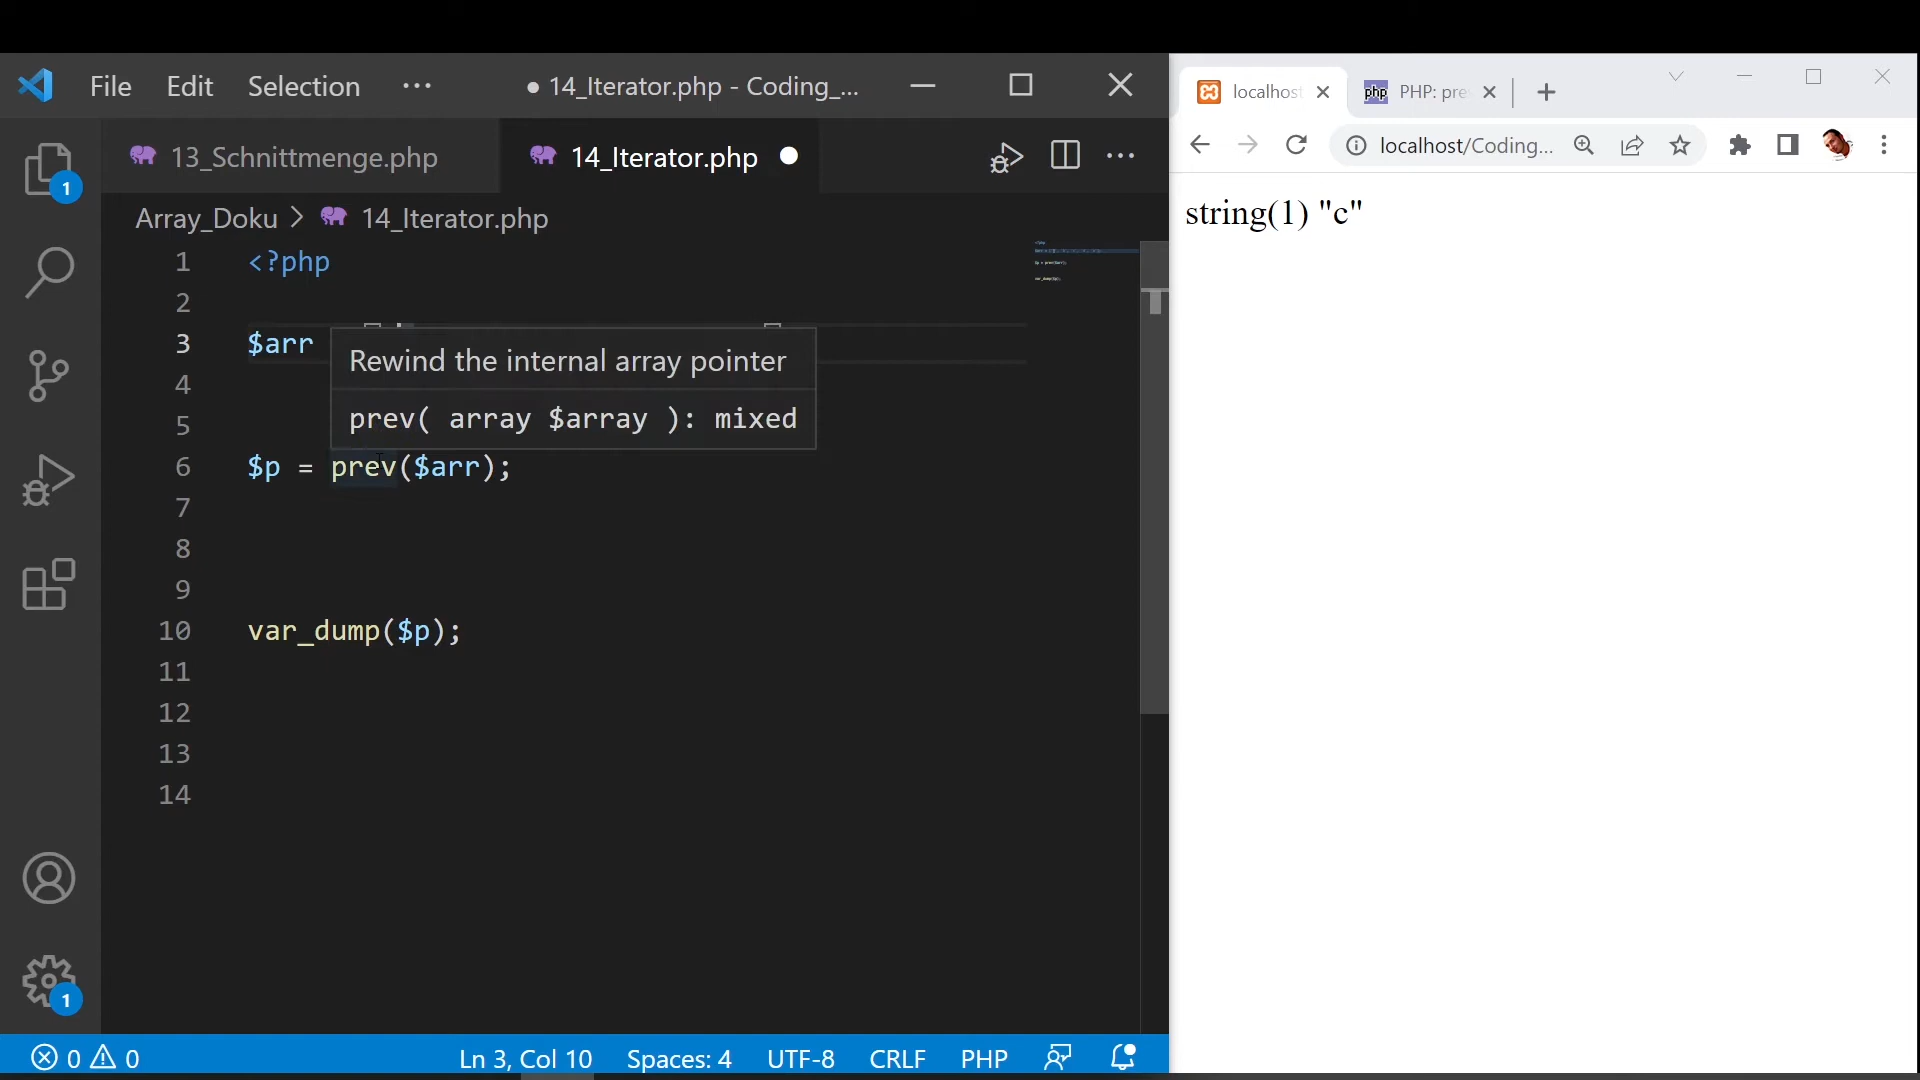 File Edit Selection ··· ● 14_Iterator.php - Coding_...
13_Schnittmenge.php 14_Iterator.php
Array_Doku > 14_Iterator.php
1 <?php
2
3 $arr
Rewind the internal array pointer
4
prev( array $array ): mixed
5
6 $p = prev($arr);
7
8
9
10 var_dump($p);
11
12
13
14
1
1
0 0 Ln 3, Col 10 Spaces: 4 UTF-8 CRLF PHP
localhos php PHP: pre
localhost/Coding...
string(1) "c"